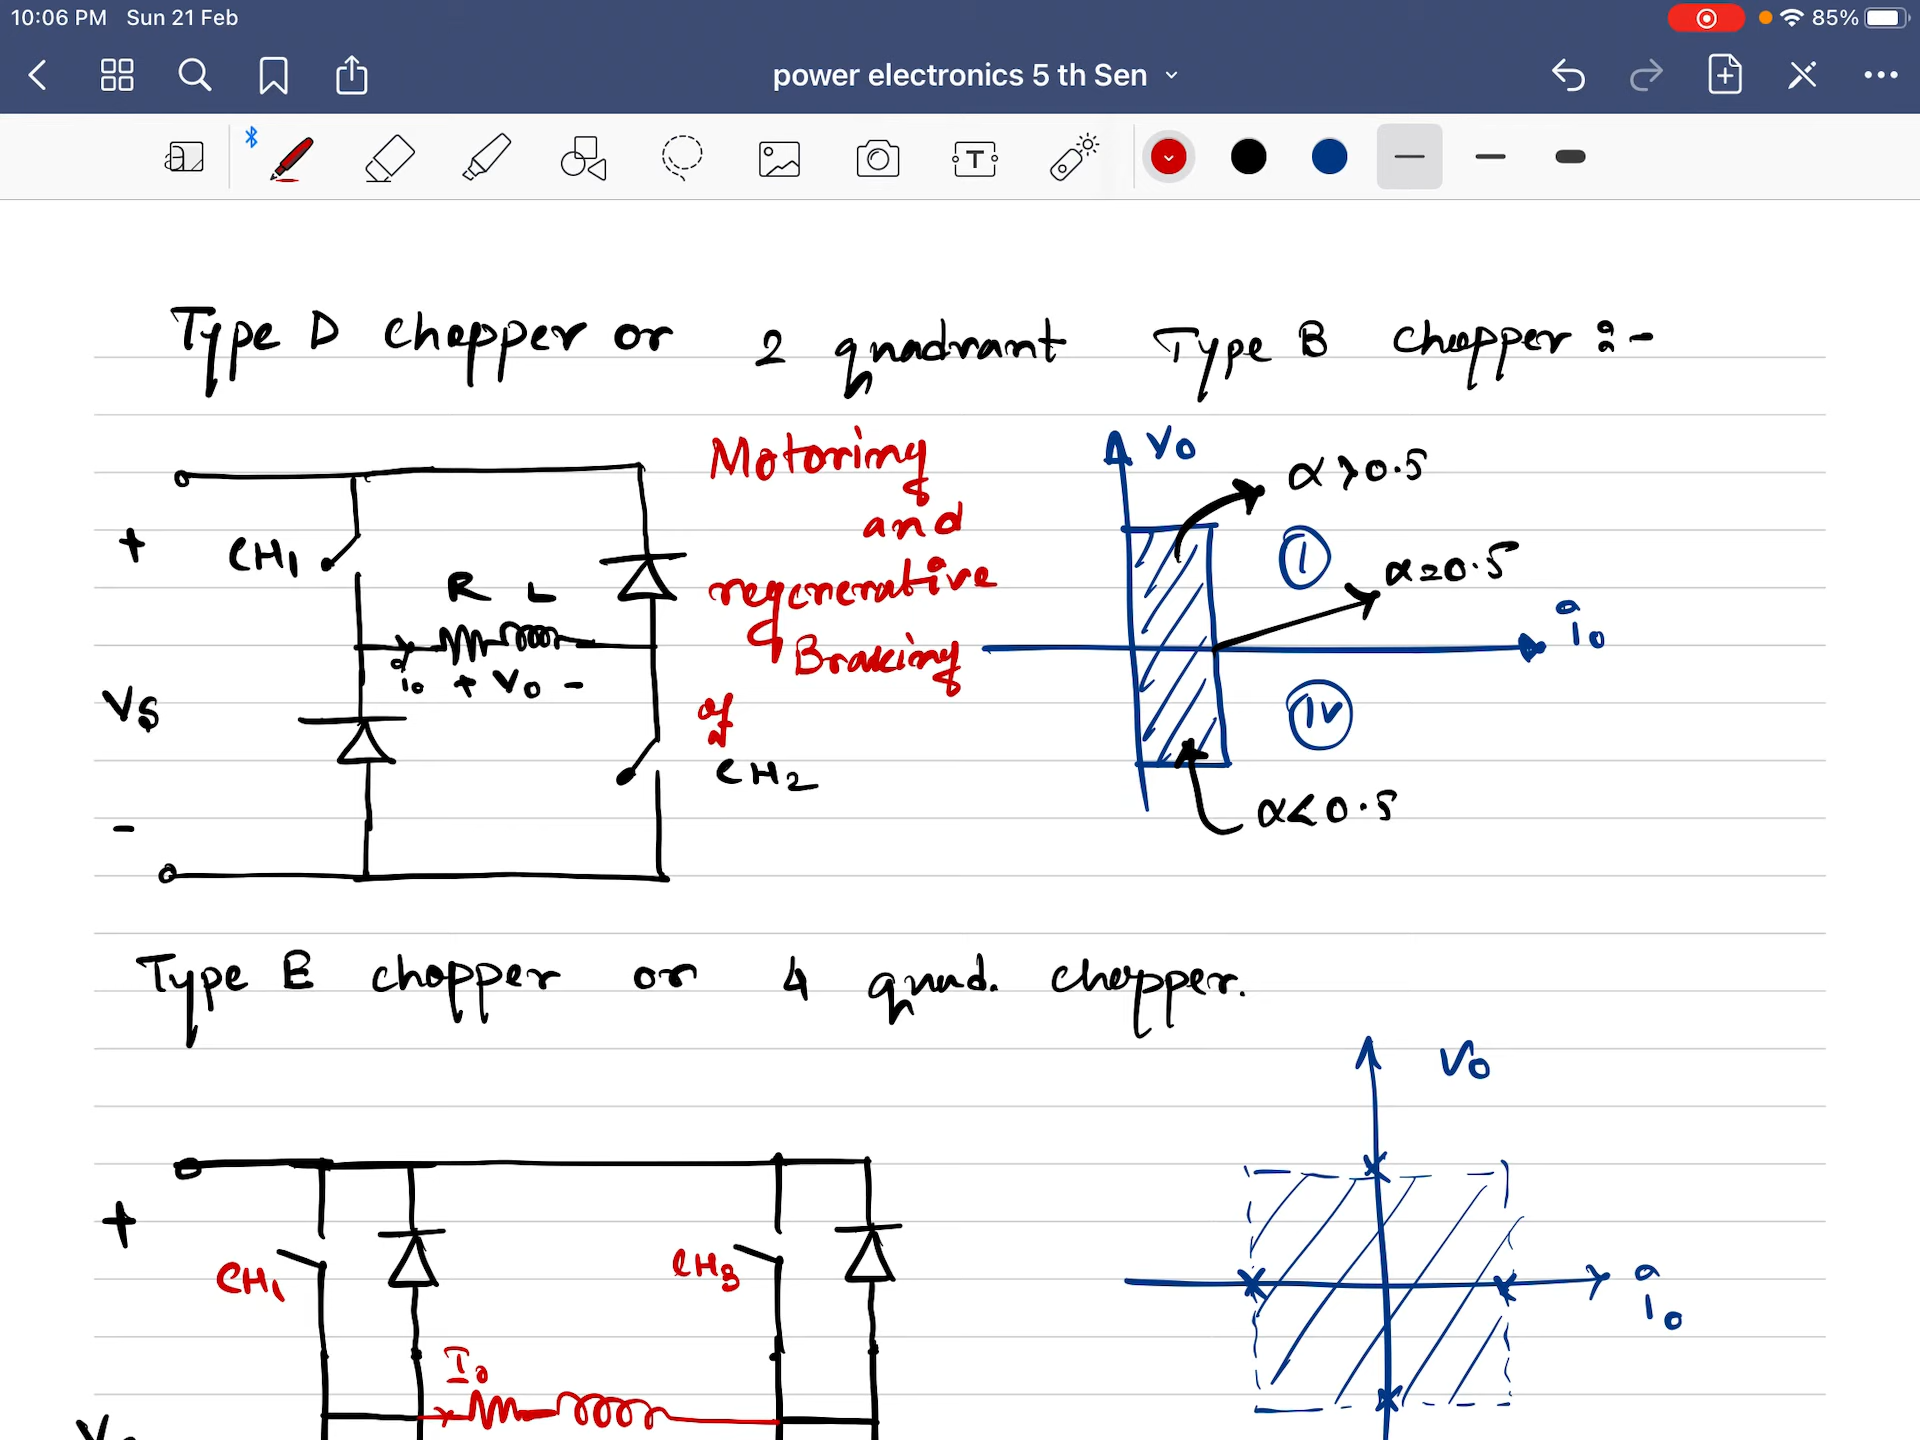 10:06 PM Sun 21 Feb
85%
power electronics 5 th Sen
Type D chopper or 2 quadrant Type B chopper :-
Motoring
and
regenerative
Braking
of
+
CH1
R L
io + Vo -
Vs
CH2
-
Vo
α > 0.5
I
α = 0.5
io
IV
α < 0.5
Type E chopper or 4 quad. chopper.
Vo
+
CH1
CH3
io
Io